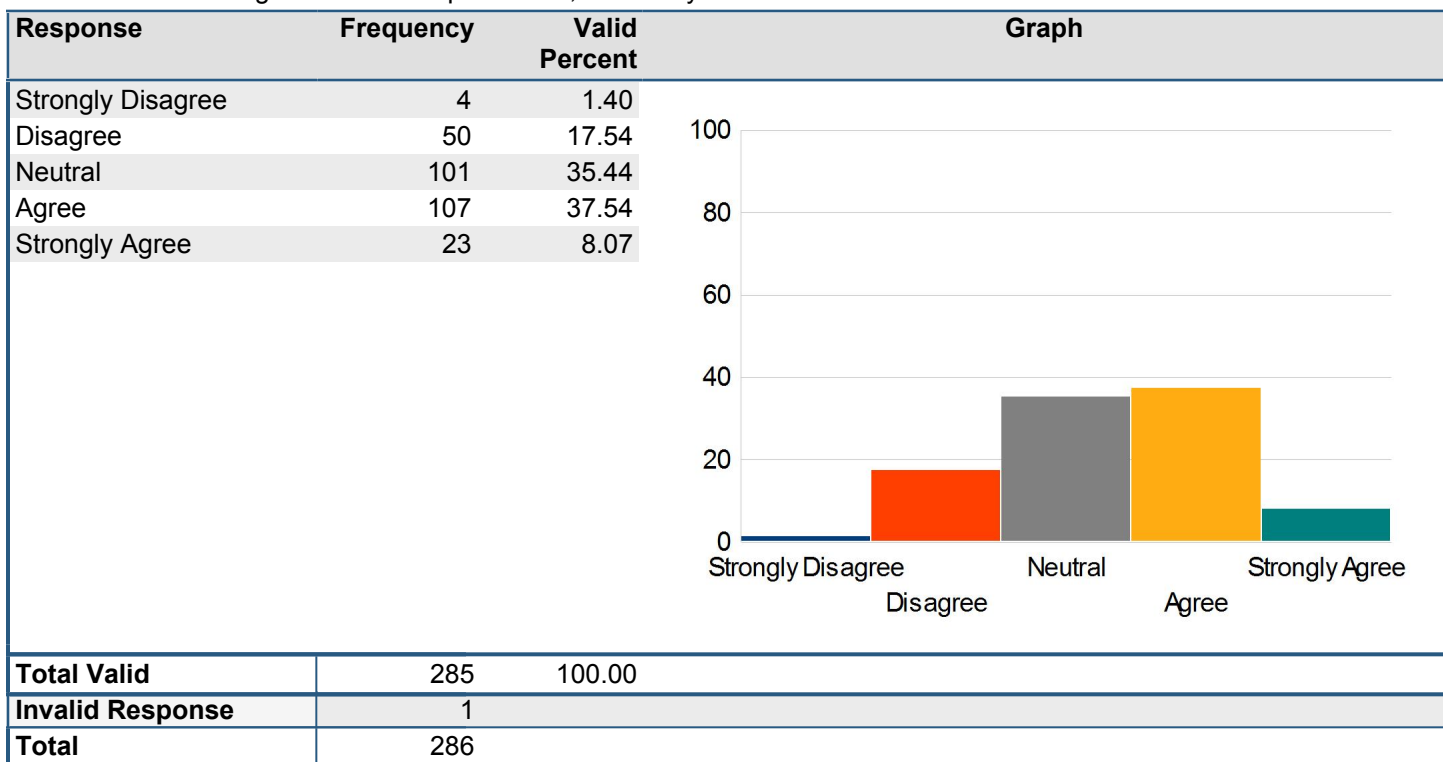 Response Frequency Valid Percent Graph
Strongly Disagree 4 1.40
Disagree 50 17.54
Neutral 101 35.44
Agree 107 37.54
Strongly Agree 23 8.07
100
80
60
40
20
0
Strongly Disagree Neutral Strongly Agree
Disagree Agree
Total Valid 285 100.00
Invalid Response 1
Total 286